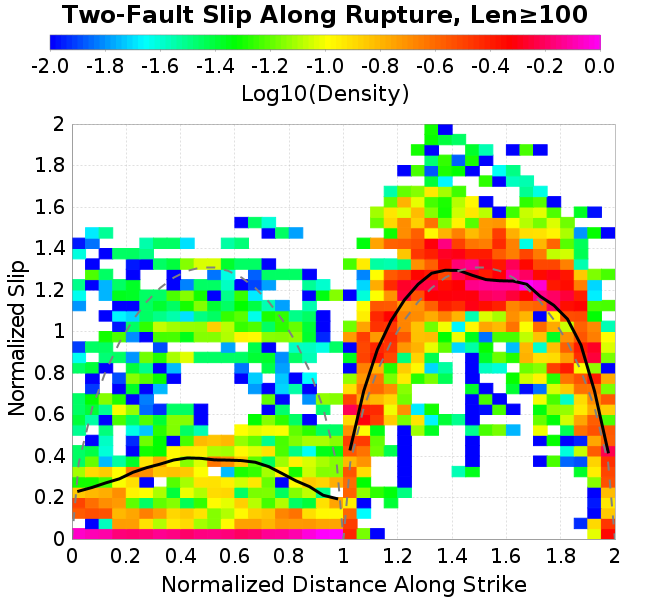 Two-Fault Slip Along Rupture, Len≥100
-2.0 -1.8 -1.6 -1.4 -1.2 -1.0 -0.8 -0.6 -0.4 -0.2 0.0
Log10(Density)
Normalized Slip
2
1.8
1.6
1.4
1.2
1
0.8
0.6
0.4
0.2
0
0 0.2 0.4 0.6 0.8 1 1.2 1.4 1.6 1.8 2
Normalized Distance Along Strike